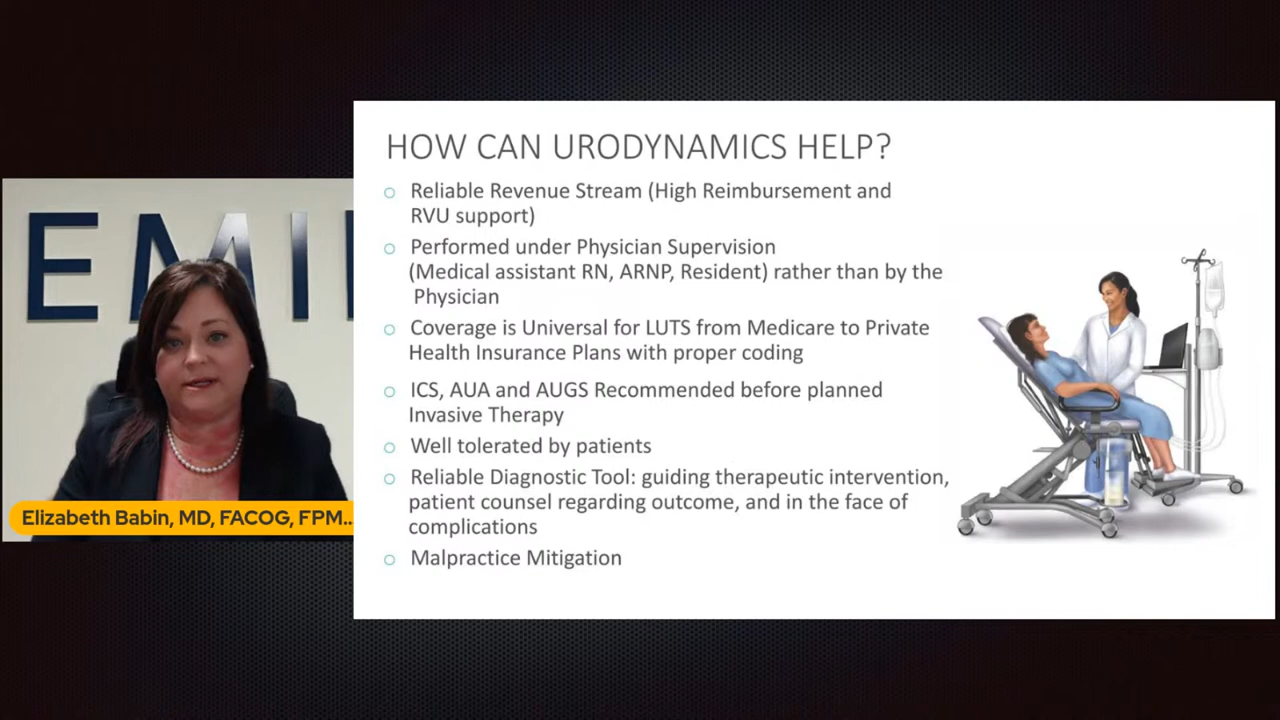 HOW CAN URODYNAMICS HELP?
o Reliable Revenue Stream (High Reimbursement and
RVU support)
o Performed under Physician Supervision
(Medical assistant RN, ARNP, Resident) rather than by the
Physician
o Coverage is Universal for LUTS from Medicare to Private
Health Insurance Plans with proper coding
o ICS, AUA and AUGS Recommended before planned
Invasive Therapy
o Well tolerated by patients
o Reliable Diagnostic Tool: guiding therapeutic intervention,
patient counsel regarding outcome, and in the face of
complications
o Malpractice Mitigation
EMI
Elizabeth Babin, MD, FACOG, FPM..